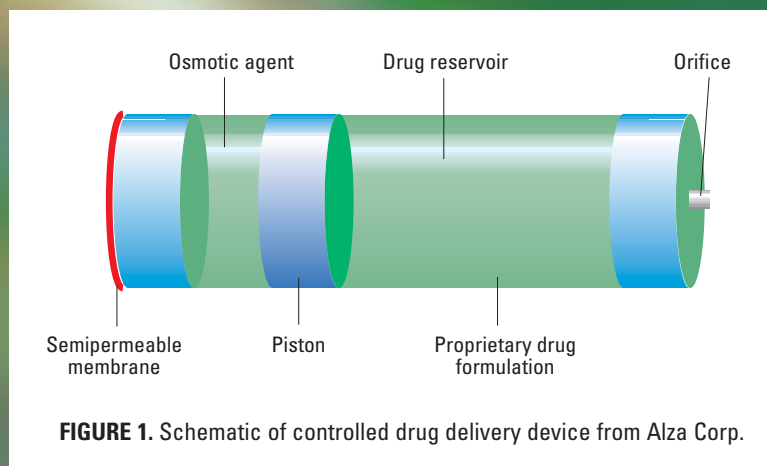 Osmotic agent
Drug reservoir
Orifice
Semipermeable
membrane
Piston
Proprietary drug
formulation
FIGURE 1. Schematic of controlled drug delivery device from Alza Corp.